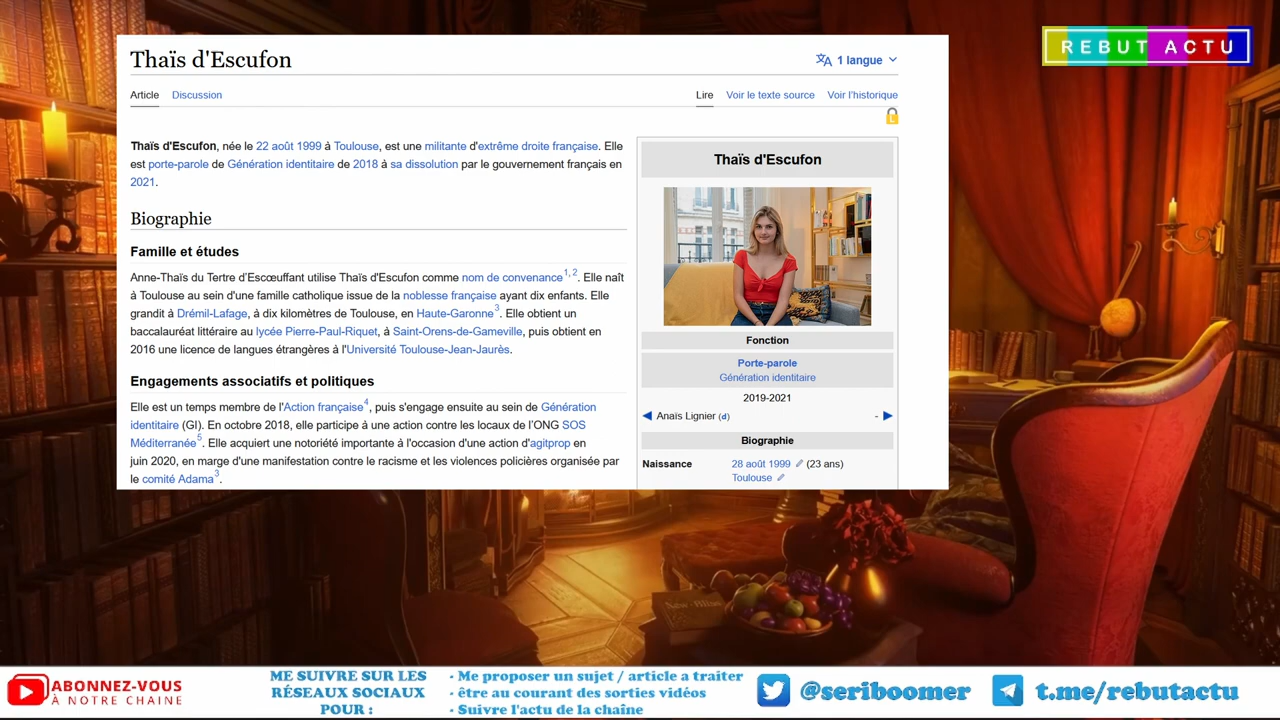 REBUT ACTU
Thaïs d'Escufon
1 langue
Article Discussion
Lire Voir le texte source Voir l'historique
Thaïs d'Escufon, née le 22 août 1999 à Toulouse, est une militante d'extrême droite française. Elle
est porte-parole de Génération identitaire de 2018 à sa dissolution par le gouvernement français en
2021.
Biographie
Famille et études
Anne-Thaïs du Tertre d'Escœuffant utilise Thaïs d'Escufon comme nom de convenance1, 2. Elle naît
à Toulouse au sein d'une famille catholique issue de la noblesse française ayant dix enfants. Elle
grandit à Drémil-Lafage, à dix kilomètres de Toulouse, en Haute-Garonne3. Elle obtient un
baccalauréat littéraire au lycée Pierre-Paul-Riquet, à Saint-Orens-de-Gameville, puis obtient en
2016 une licence de langues étrangères à l'Université Toulouse-Jean-Jaurès.
Engagements associatifs et politiques
Elle est un temps membre de l'Action française4, puis s'engage ensuite au sein de Génération
identitaire (GI). En octobre 2018, elle participe à une action contre les locaux de l'ONG SOS
Méditerranée5. Elle acquiert une notoriété importante à l'occasion d'une action d'agitprop en
juin 2020, en marge d'une manifestation contre le racisme et les violences policières organisée par
le comité Adama3.
Thaïs d'Escufon
Fonction
Porte-parole
Génération identitaire
2019-2021
Anaïs Lignier (d) -
Biographie
Naissance 28 août 1999 (23 ans)
Toulouse
ABONNEZ-VOUS
À NOTRE CHAINE
ME SUIVRE SUR LES
RÉSEAUX SOCIAUX
POUR :
- Me proposer un sujet / article a traiter
- être au courant des sorties vidéos
- Suivre l'actu de la chaîne
@seriboomer
t.me/rebutactu